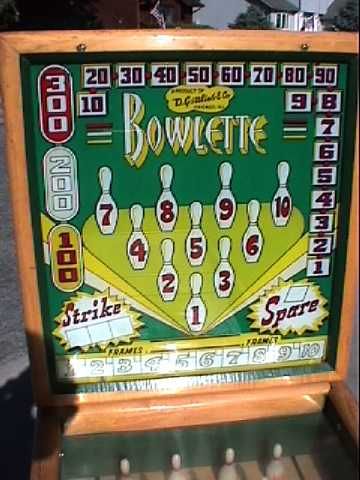 300
200
100
20 30 40 50 60 70 80 90
10
A PRODUCT OF
D. Gottlieb & Co.
CHICAGO, ILL.
9 8
7
6
5
4
3
2
1
BOWLETTE
7 8 9 10
4 5 6
2 3
1
Strike
Spare
FRAMES FRAMES
1 2 3 4 5 6 7 8 9 10